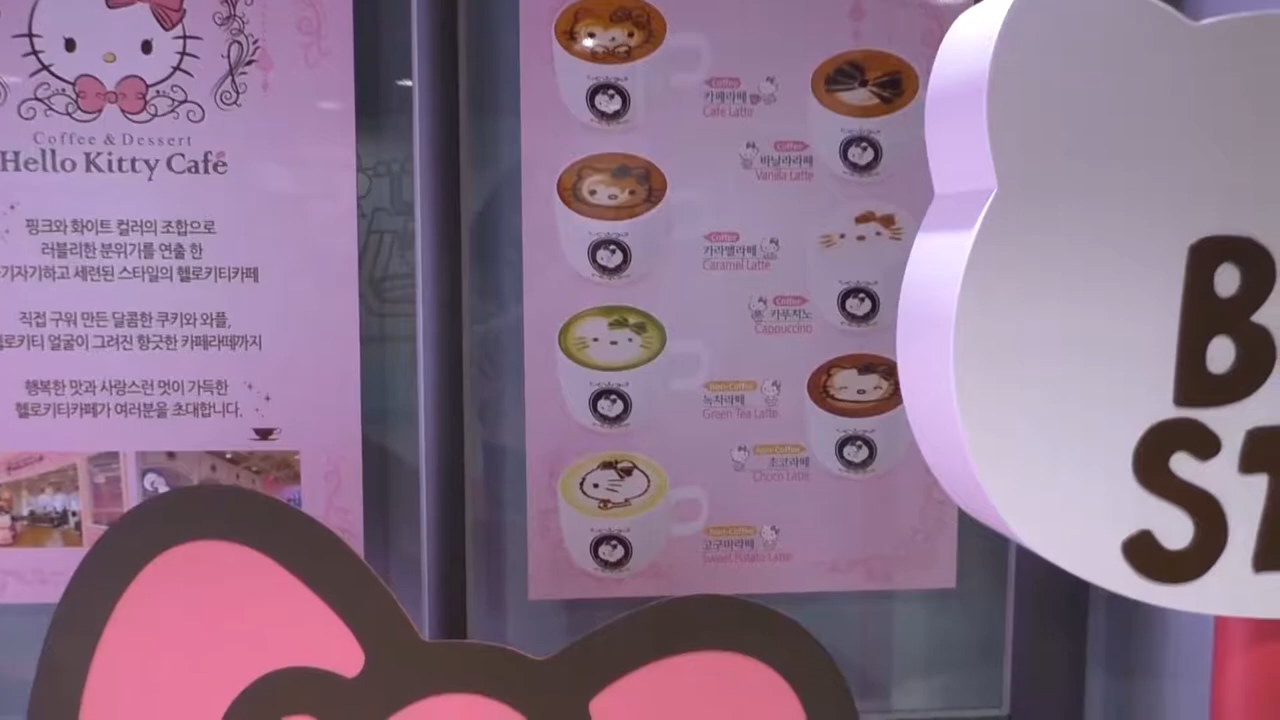 Coffee & Dessert
Hello Kitty Cafe
핑크와 화이트 컬러의 조합으로
러블리한 분위기를 연출 한
기자기하고 세련된 스타일의 헬로키티카페
직접 구워 만든 달콤한 쿠키와 와플,
헬로키티 얼굴이 그려진 향긋한 카페라떼까지
행복한 맛과 사랑스런 멋이 가득한
헬로키티카페가 여러분을 초대합니다.
Coffee
카페라떼
Cafe Latte
Coffee
바닐라라떼
Vanilla Latte
Coffee
카라멜라떼
Caramel Latte
Coffee
카푸치노
Cappuccino
Non-Coffee
녹차라떼
Green Tea Latte
Non-Coffee
초코라떼
Choco Latte
Non-Coffee
고구마라떼
Sweet Potato Latte
B
ST